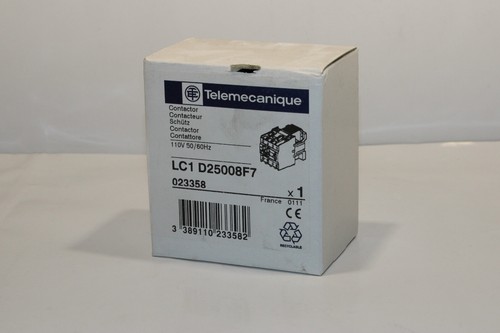 Telemecanique
Contactor
Contacteur
Schütz
Contactor
Contattore
110V 50/60Hz
LC1 D25008F7
023358
x 1
France 0111
CE
3 389110 233582
RECYCLABLE